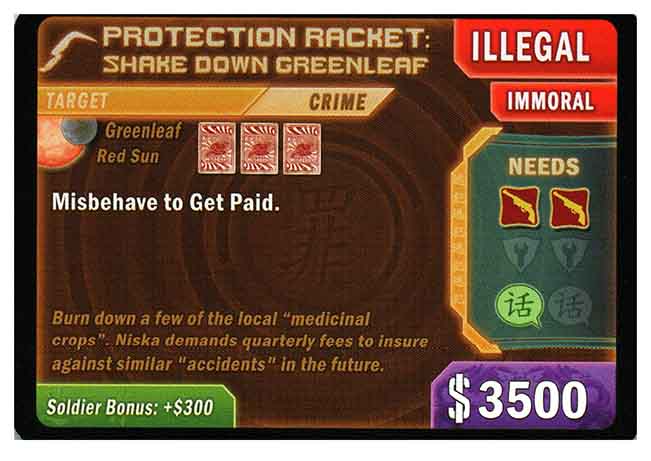 PROTECTION RACKET:
SHAKE DOWN GREENLEAF
ILLEGAL
IMMORAL
TARGET
CRIME
Greenleaf
Red Sun
Misbehave to Get Paid.
罪
NEEDS
话 话
Burn down a few of the local “medicinal
crops”. Niska demands quarterly fees to insure
against similar "accidents" in the future.
Soldier Bonus: +$300
$3500